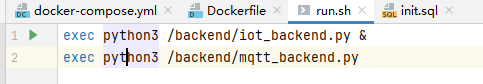 docker-compose.yml
Dockerfile
run.sh
init.sql
1 exec python3 /backend/iot_backend.py &
2 exec python3 /backend/mqtt_backend.py